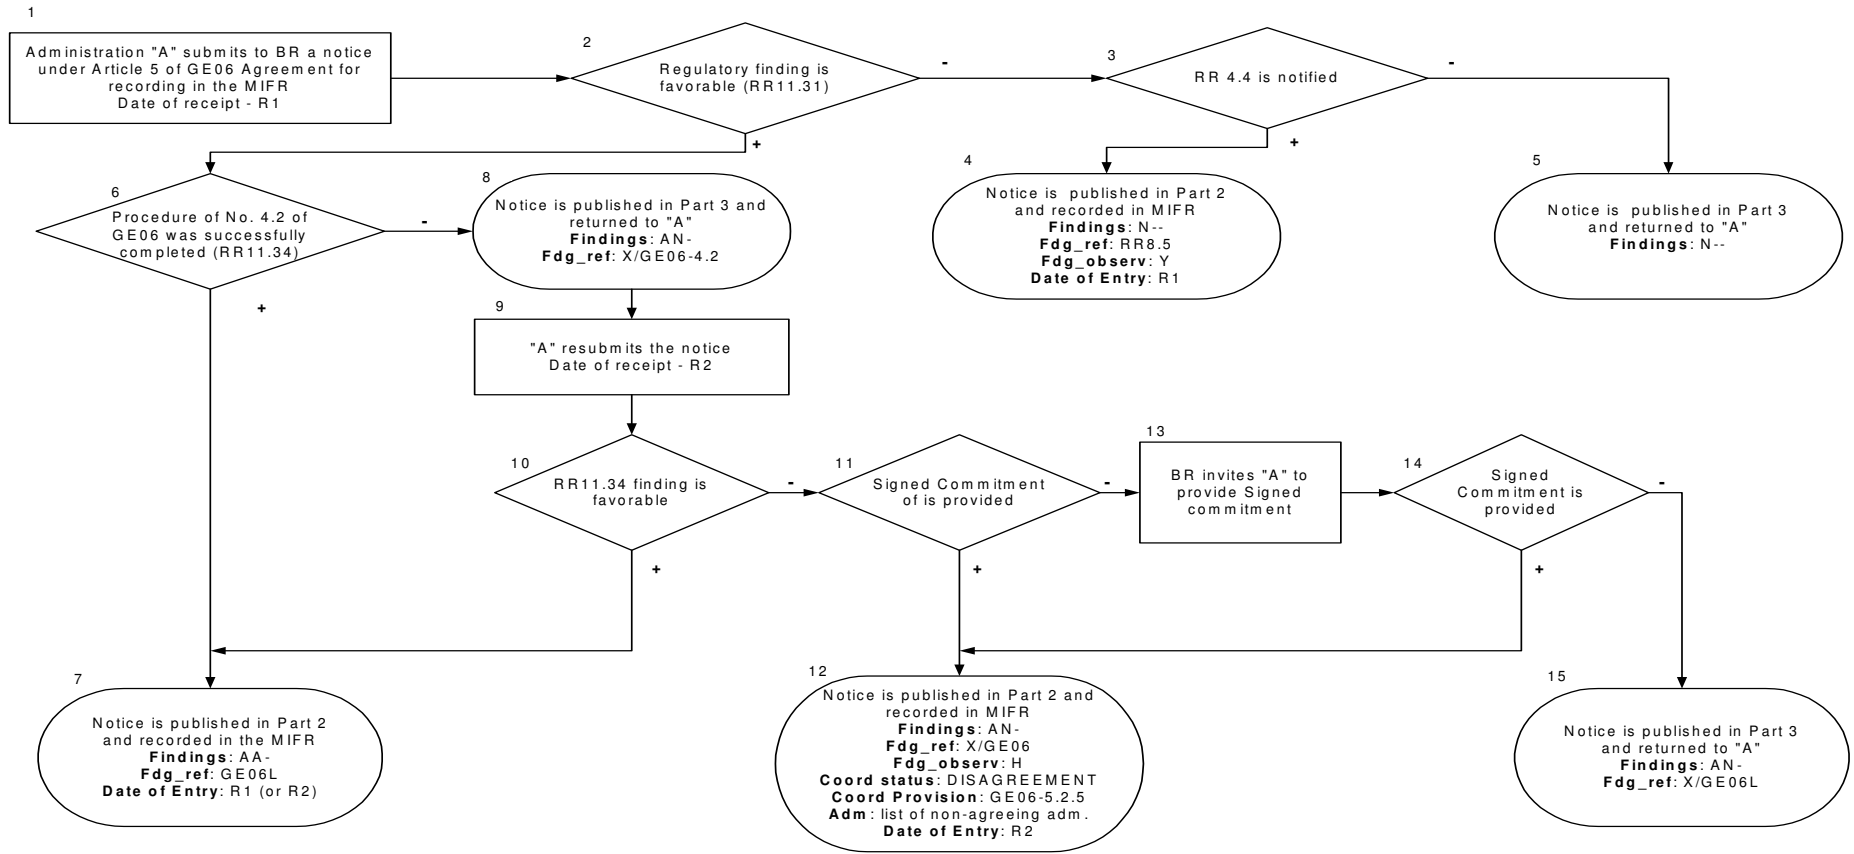 1
Administration "A" submits to BR a notice
under Article 5 of GE06 Agreement for
recording in the MIFR
Date of receipt - R1
2
Regulatory finding is
favorable (RR11.31)
-
+
3
RR 4.4 is notified
-
+
4
Notice is published in Part 2
and recorded in MIFR
Findings: N--
Fdg_ref: RR8.5
Fdg_observ: Y
Date of Entry: R1
5
Notice is published in Part 3
and returned to "A"
Findings: N--
6
Procedure of No. 4.2 of
GE06 was successfully
completed (RR11.34)
-
+
8
Notice is published in Part 3 and
returned to "A"
Findings: AN-
Fdg_ref: X/GE06-4.2
9
"A" resubmits the notice
Date of receipt - R2
10
RR11.34 finding is
favorable
-
+
11
Signed Commitment
of is provided
-
+
13
BR invites "A" to
provide Signed
commitment
14
Signed
Commitment is
provided
-
+
7
Notice is published in Part 2
and recorded in the MIFR
Findings: AA-
Fdg_ref: GE06L
Date of Entry: R1 (or R2)
12
Notice is published in Part 2 and
recorded in MIFR
Findings: AN-
Fdg_ref: X/GE06
Fdg_observ: H
Coord status: DISAGREEMENT
Coord Provision: GE06-5.2.5
Adm: list of non-agreeing adm.
Date of Entry: R2
15
Notice is published in Part 3
and returned to "A"
Findings: AN-
Fdg_ref: X/GE06L